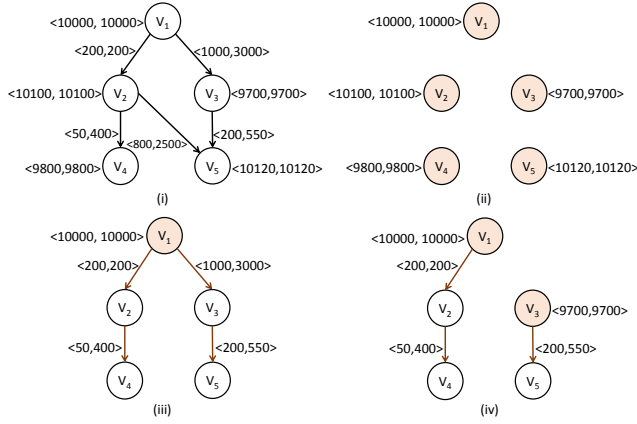 <10000, 10000> V1 <10000, 10000> V1
<200,200> <1000,3000>
<10100, 10100> V2 V3 <9700,9700> <10100, 10100> V2 V3 <9700,9700>
<50,400> <800,2500> <200,550>
<9800,9800> V4 V5 <10120,10120> <9800,9800> V4 V5 <10120,10120>
(i) (ii)
<10000, 10000> V1 <10000, 10000> V1
<200,200> <1000,3000> <200,200>
V2 V3 V2 V3 <9700,9700>
<50,400> <200,550> <50,400> <200,550>
V4 V5 V4 V5
(iii) (iv)